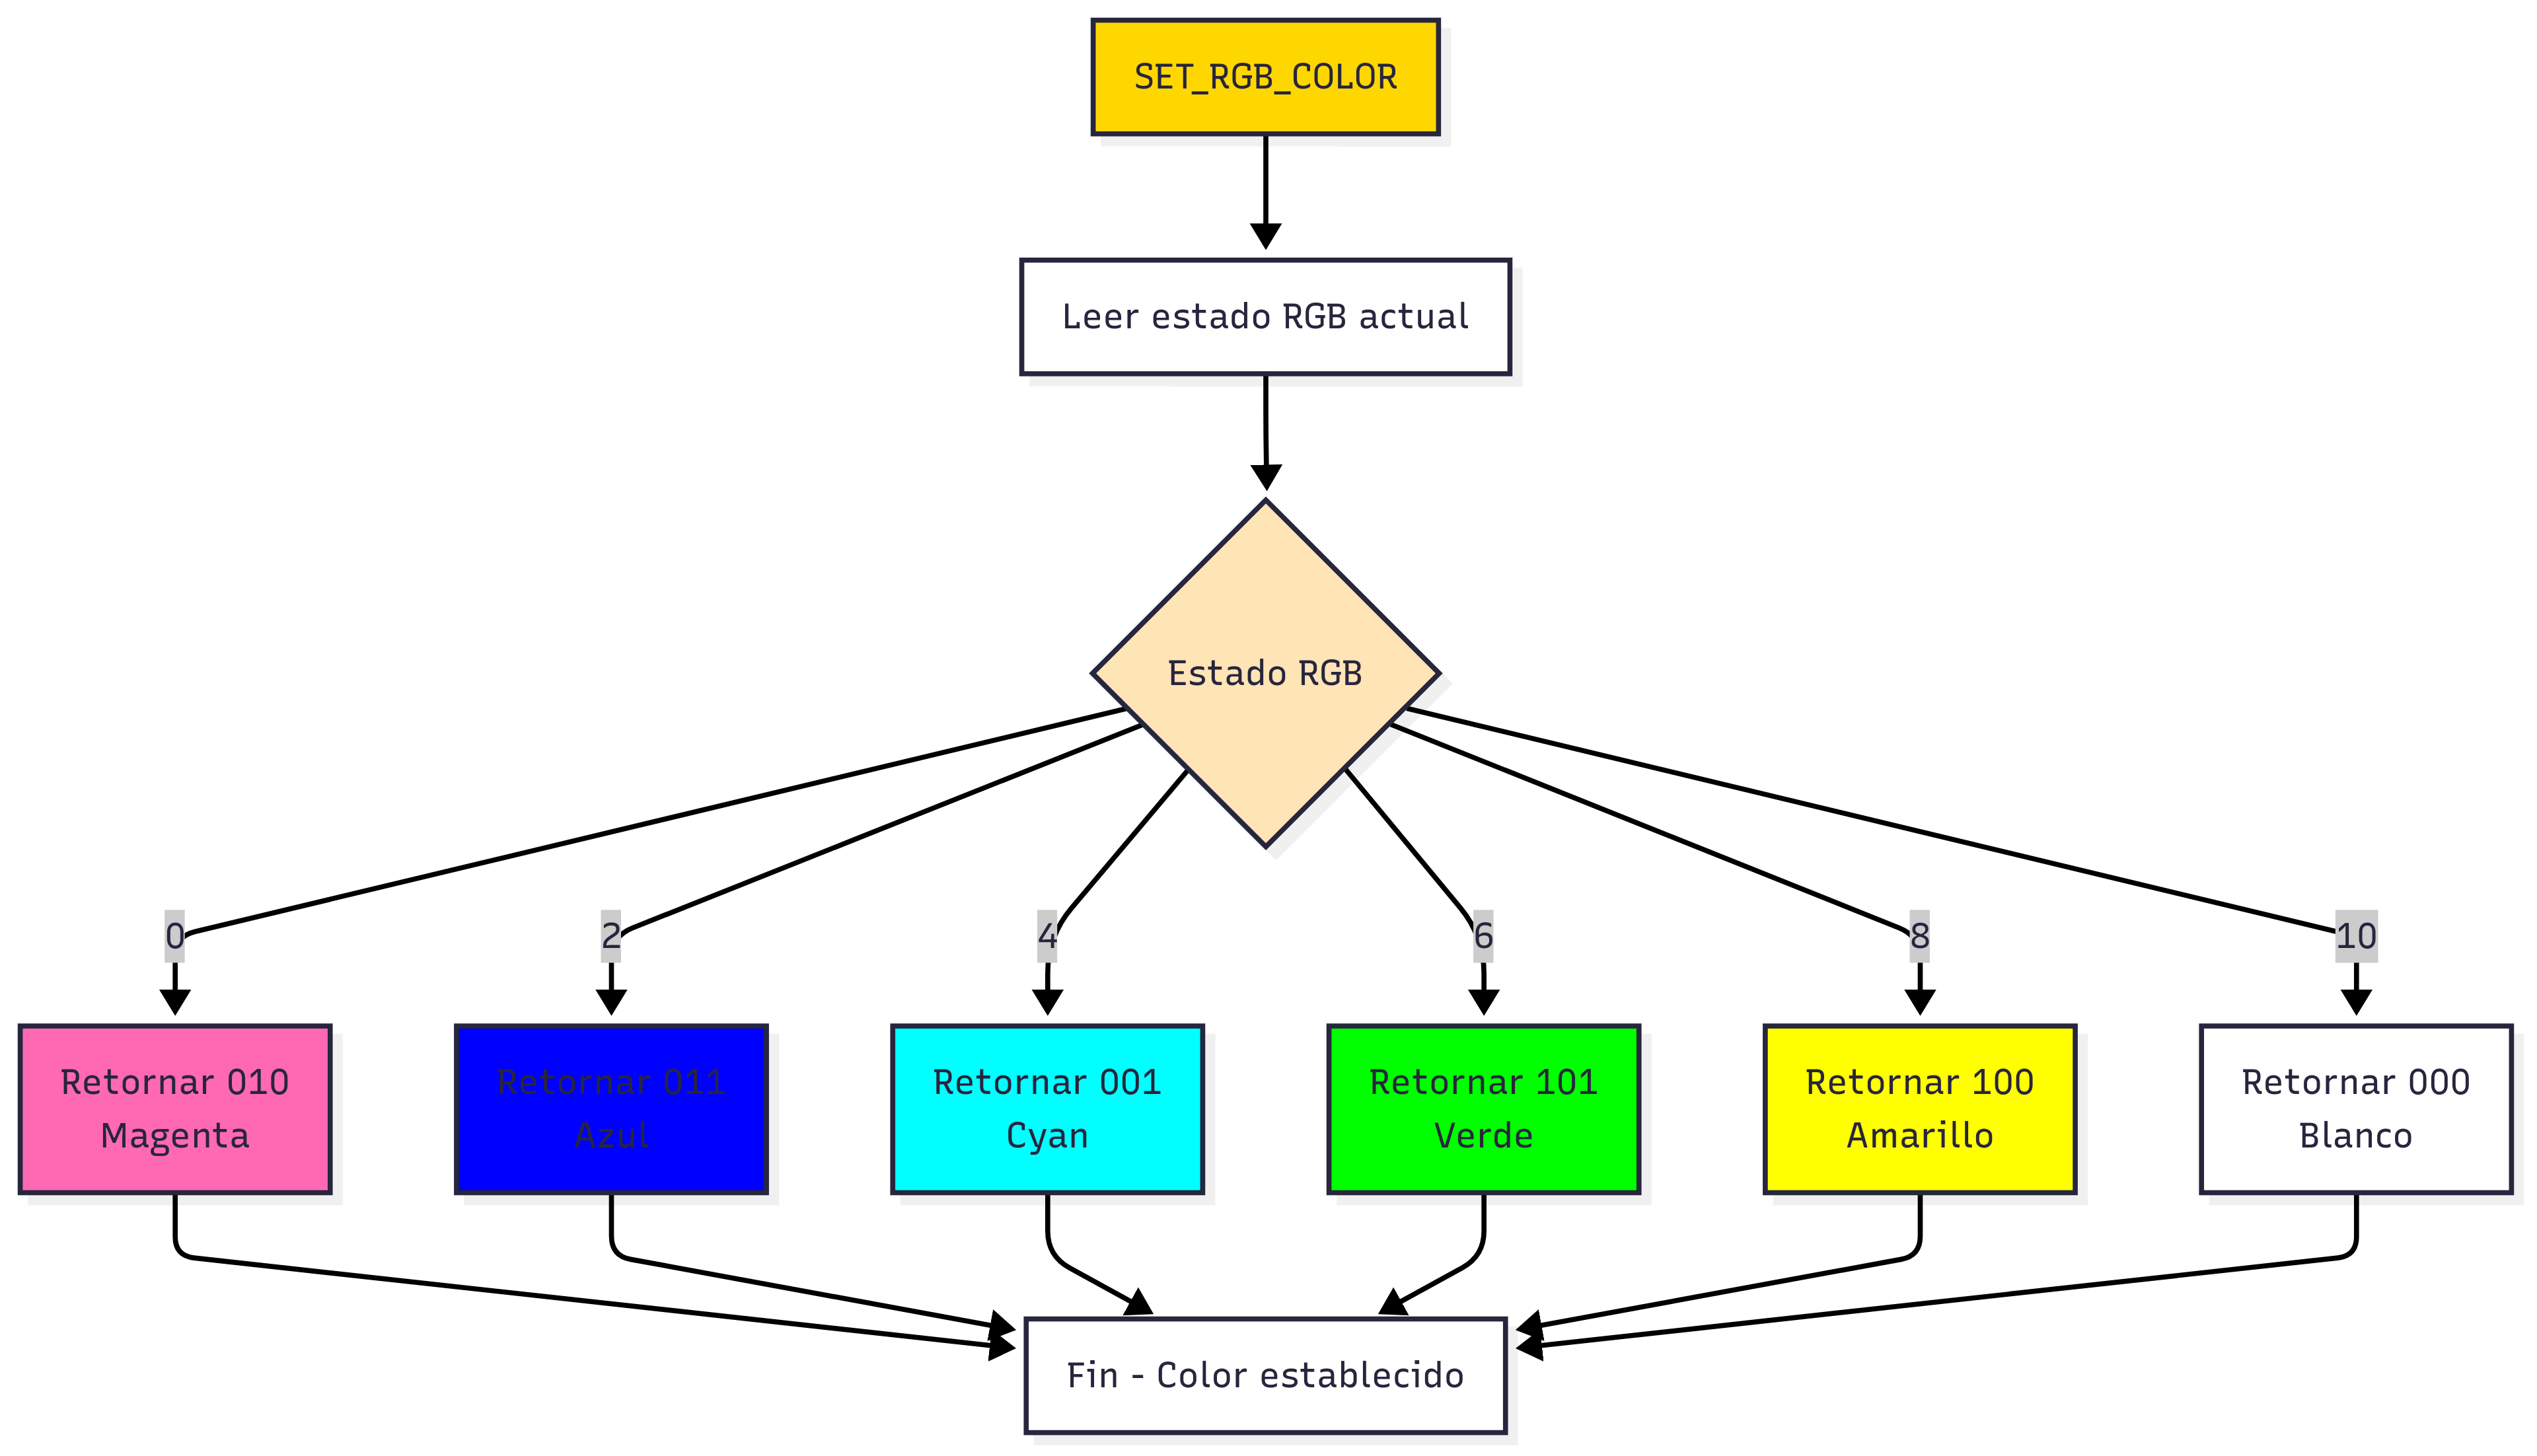 SET_RGB_COLOR
Leer estado RGB actual
Estado RGB
0
2
4
6
8
10
Retornar 010
Magenta
Retornar 011
Azul
Retornar 001
Cyan
Retornar 101
Verde
Retornar 100
Amarillo
Retornar 000
Blanco
Fin - Color establecido